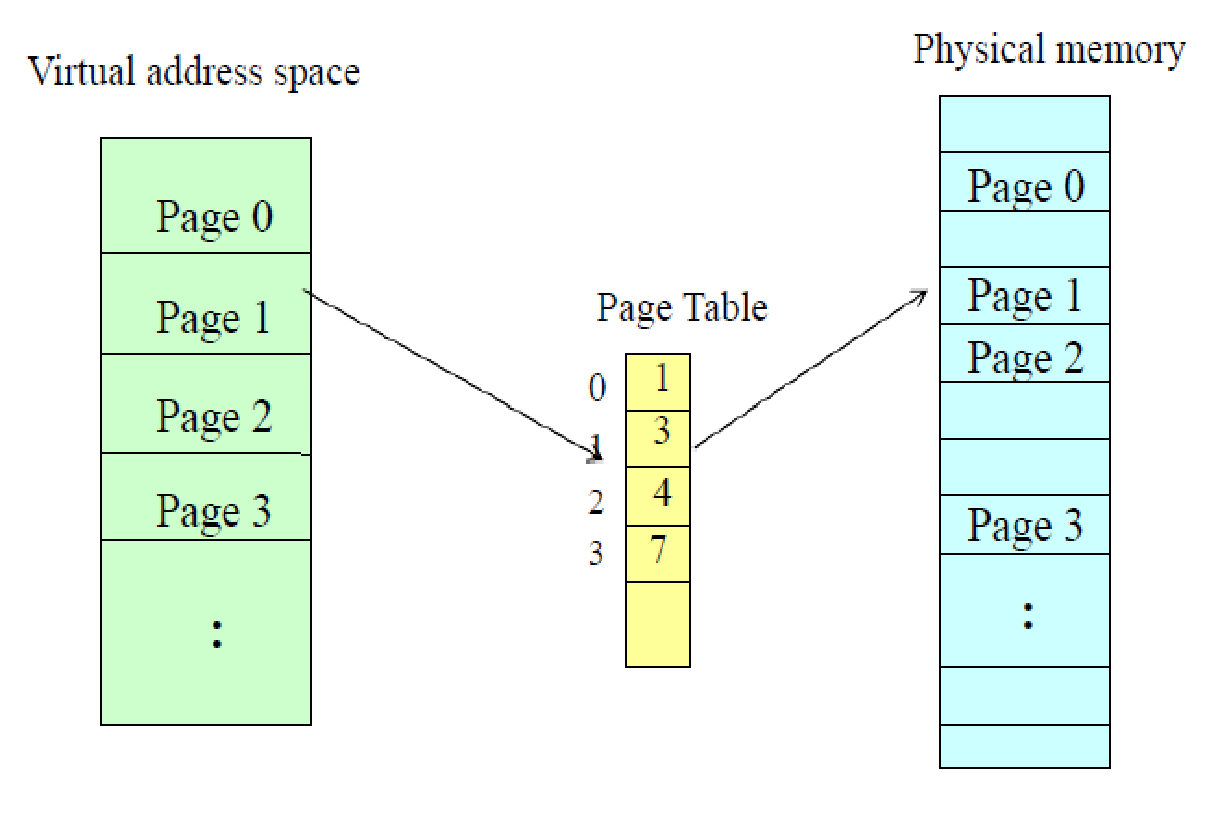 Virtual address space
Page 0
Page 1
Page 2
Page 3
:
Page Table
0 1
1 3
2 4
3 7
Physical memory
Page 0
Page 1
Page 2
Page 3
: